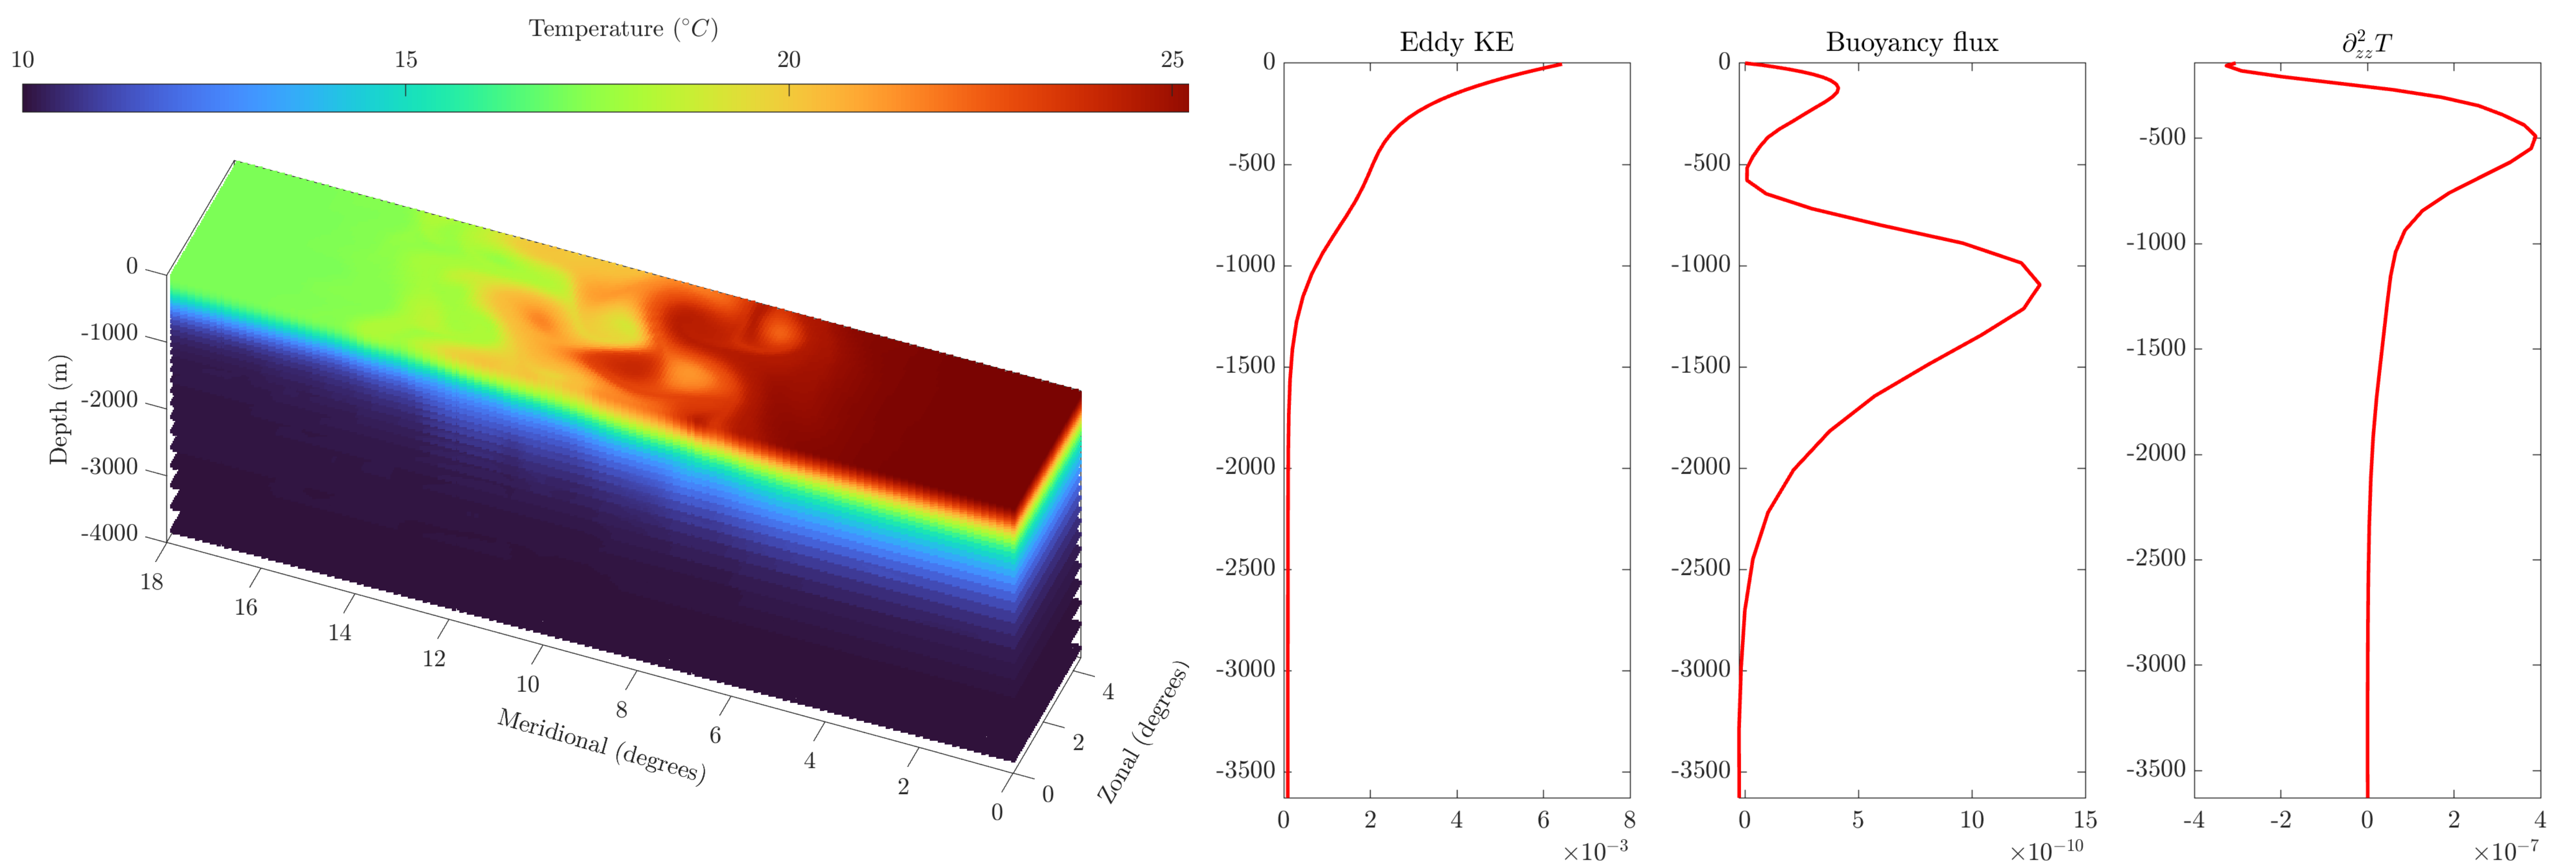 Temperature (°C)
10 15 20 25
0
-1000
-2000
-3000
-4000
Depth (m)
18 16 14 12 10 8 6 4 2 0
Meridional (degrees)
0 2 4
Zonal (degrees)
Eddy KE
0
-500
-1000
-1500
-2000
-2500
-3000
-3500
0 2 4 6 8
×10⁻³
Buoyancy flux
0
-500
-1000
-1500
-2000
-2500
-3000
-3500
0 5 10 15
×10⁻¹⁰
∂²zzT
-500
-1000
-1500
-2000
-2500
-3000
-3500
-4 -2 0 2 4
×10⁻⁷